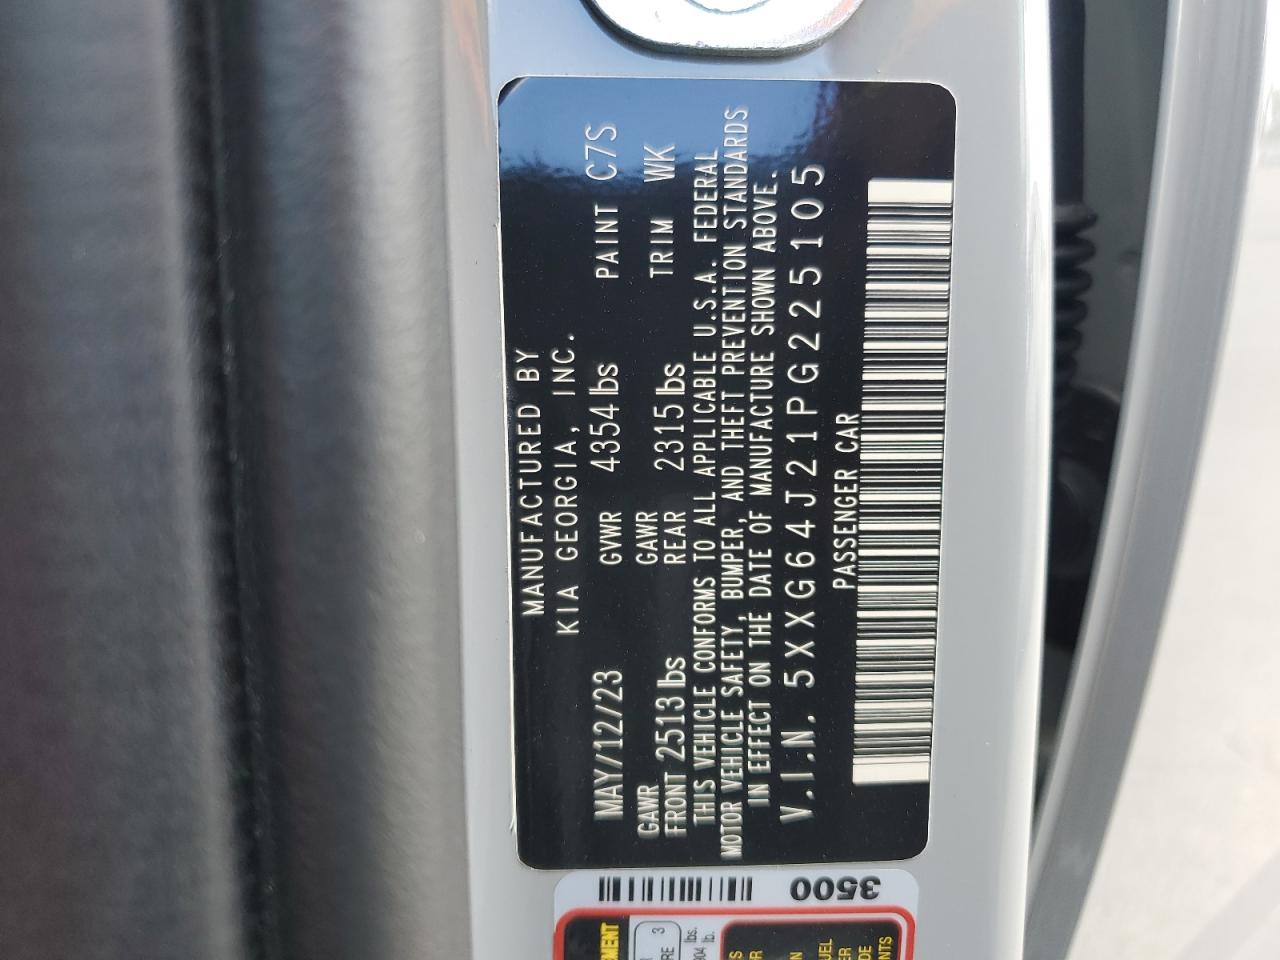 MANUFACTURED BY
KIA GEORGIA, INC.
MAY/12/23 GVWR 4354 lbs PAINT C7S
GAWR FRONT 2513 lbs GAWR REAR 2315 lbs TRIM WK
THIS VEHICLE CONFORMS TO ALL APPLICABLE U.S.A. FEDERAL
MOTOR VEHICLE SAFETY, BUMPER, AND THEFT PREVENTION STANDARDS
IN EFFECT ON THE DATE OF MANUFACTURE SHOWN ABOVE.
V.I.N. 5XXG64J21PG225105
PASSENGER CAR
3500